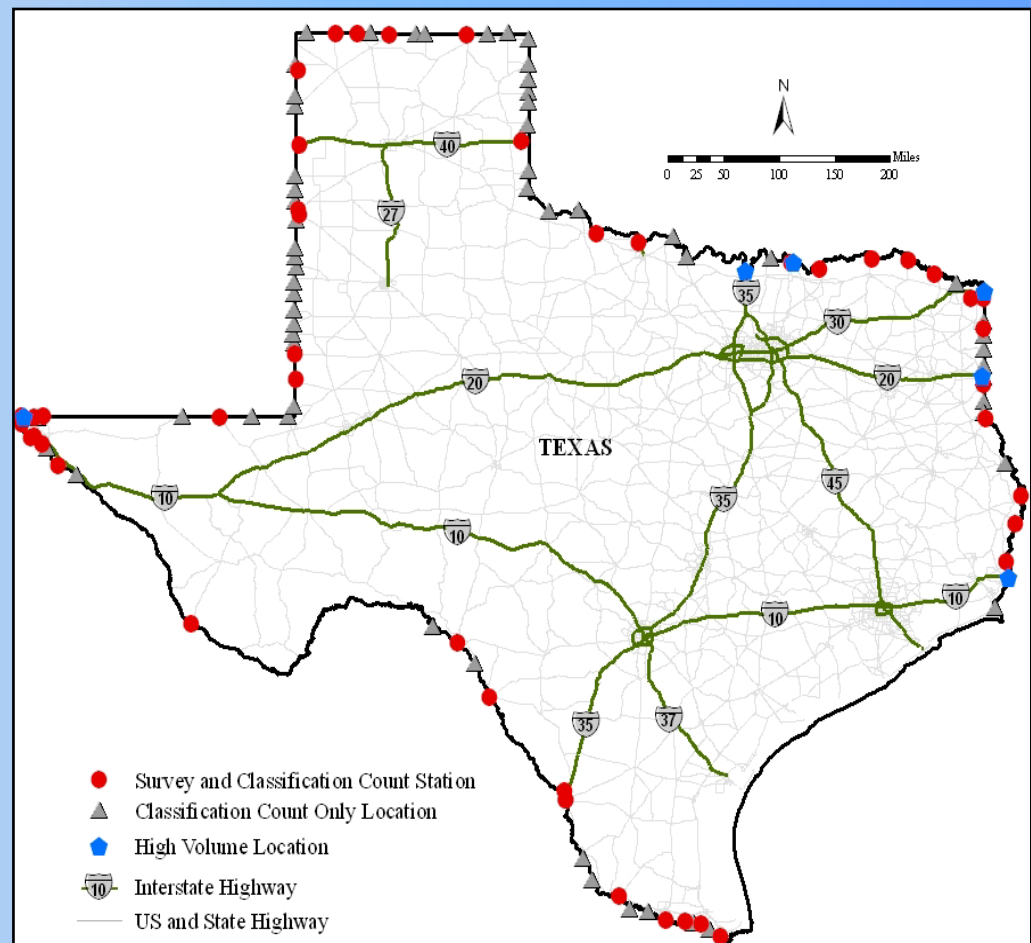 N
Miles
0 25 50 100 150 200
40
27
35
30
20
20
TEXAS
35
45
10
10
10
10
35
37
Survey and Classification Count Station
Classification Count Only Location
High Volume Location
10 Interstate Highway
US and State Highway